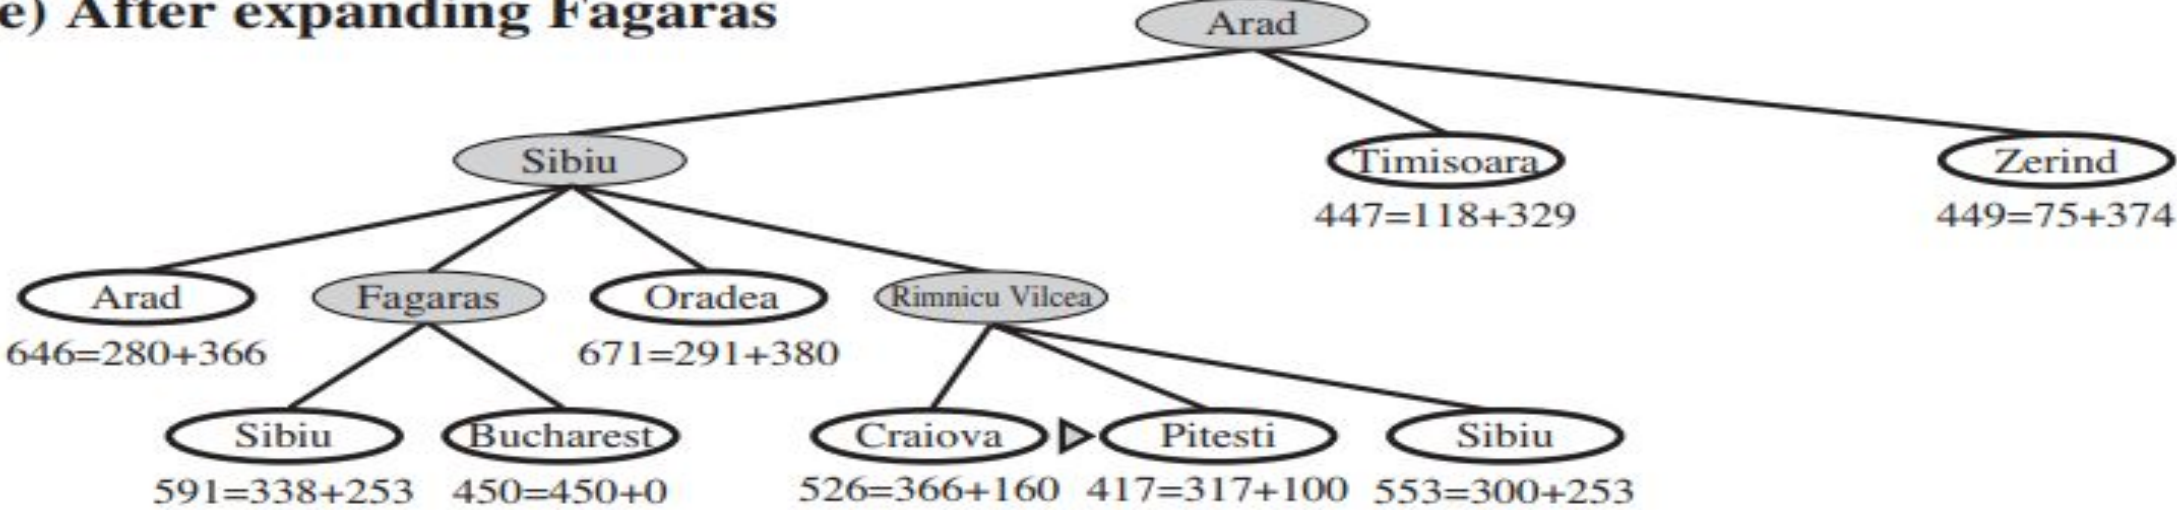 e) After expanding Fagaras
Arad
Sibiu Timisoara Zerind
447=118+329 449=75+374
Arad Fagaras Oradea Rimnicu Vilcea
646=280+366 671=291+380
Sibiu Bucharest Craiova Pitesti Sibiu
591=338+253 450=450+0 526=366+160 417=317+100 553=300+253